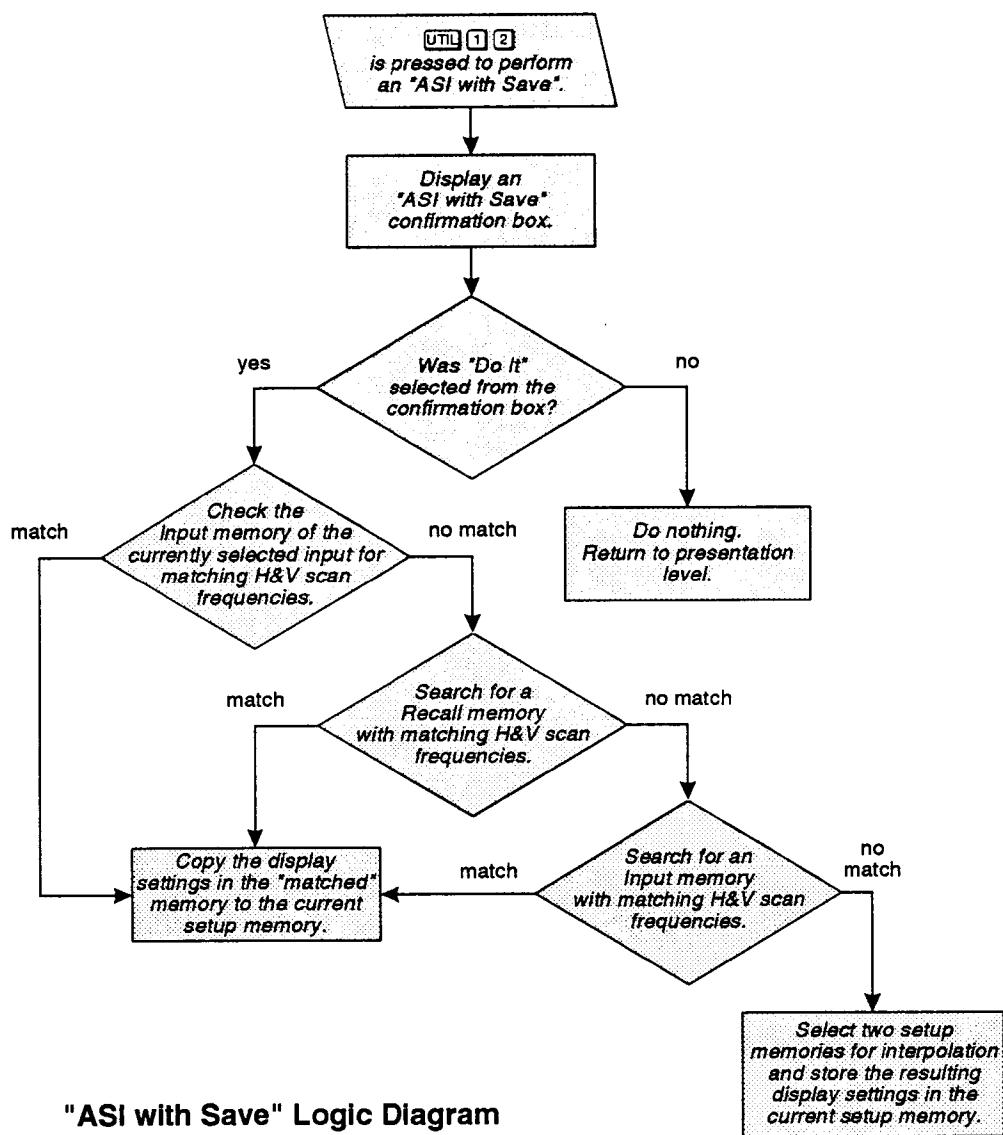 UTIL 1 2
is pressed to perform
an "ASI with Save".
Display an
"ASI with Save"
confirmation box.
yes
Was "Do It"
selected from the
confirmation box?
no
match
Check the
Input memory of the
currently selected input for
matching H&V scan
frequencies.
no match
Do nothing.
Return to presentation
level.
match
Search for a
Recall memory
with matching H&V scan
frequencies.
no match
Copy the display
settings in the "matched"
memory to the current
setup memory.
match
Search for an
Input memory
with matching H&V scan
frequencies.
no
match
Select two setup
memories for interpolation
and store the resulting
display settings in the
current setup memory.
"ASI with Save" Logic Diagram